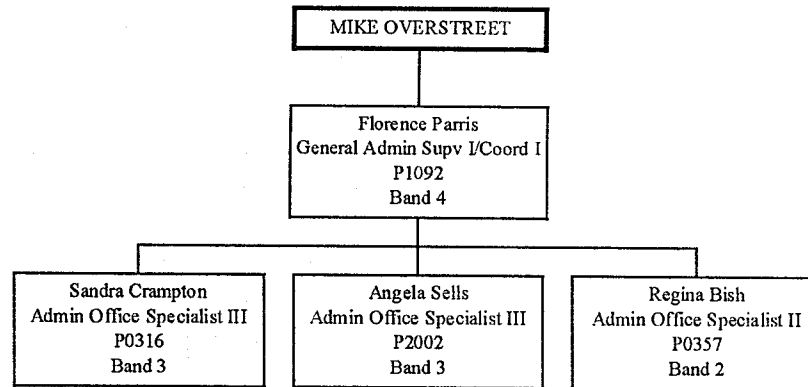 MIKE OVERSTREET
Florence Parris
General Admin Supv I/Coord I
P1092
Band 4
Sandra Crampton
Admin Office Specialist III
P0316
Band 3
Angela Sells
Admin Office Specialist III
P2002
Band 3
Regina Bish
Admin Office Specialist II
P0357
Band 2